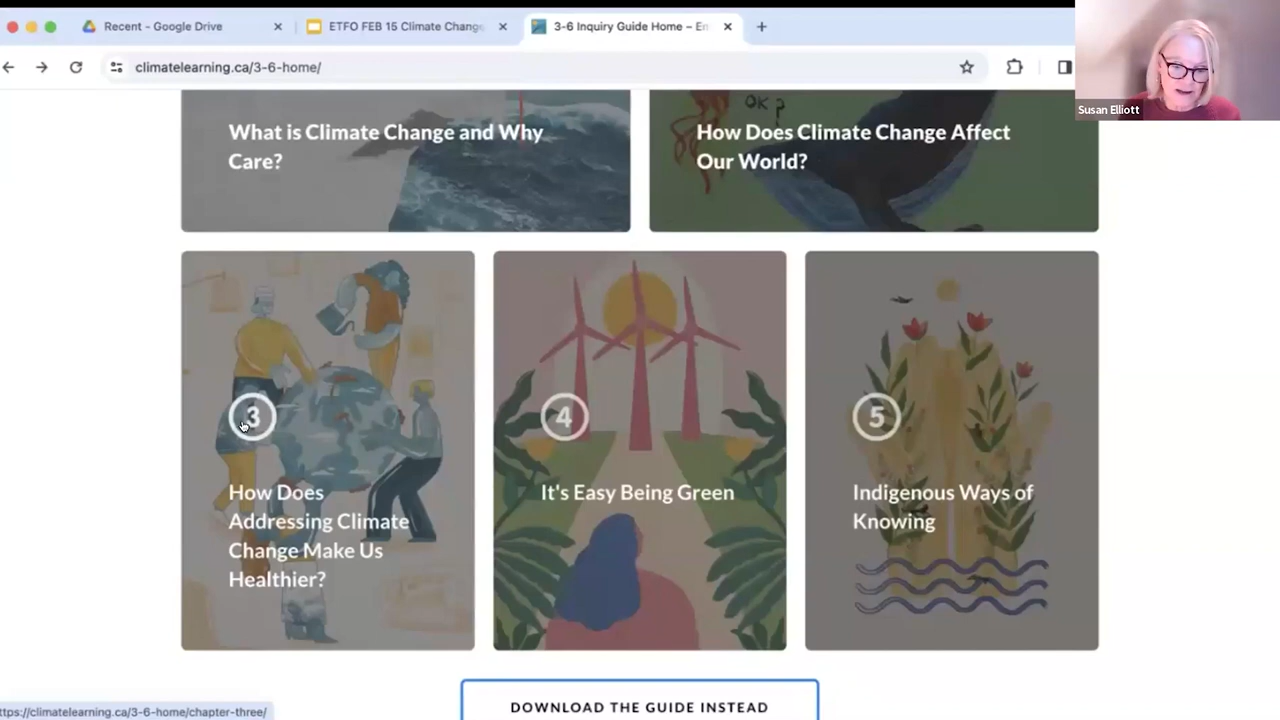 Recent - Google Drive
ETFO FEB 15 Climate Change
3-6 Inquiry Guide Home – En
climatelearning.ca/3-6-home/
Susan Elliott
OK?
What is Climate Change and Why
Care?
How Does Climate Change Affect
Our World?
3
How Does
Addressing Climate
Change Make Us
Healthier?
4
It's Easy Being Green
5
Indigenous Ways of
Knowing
DOWNLOAD THE GUIDE INSTEAD
ttps://climatelearning.ca/3-6-home/chapter-three/